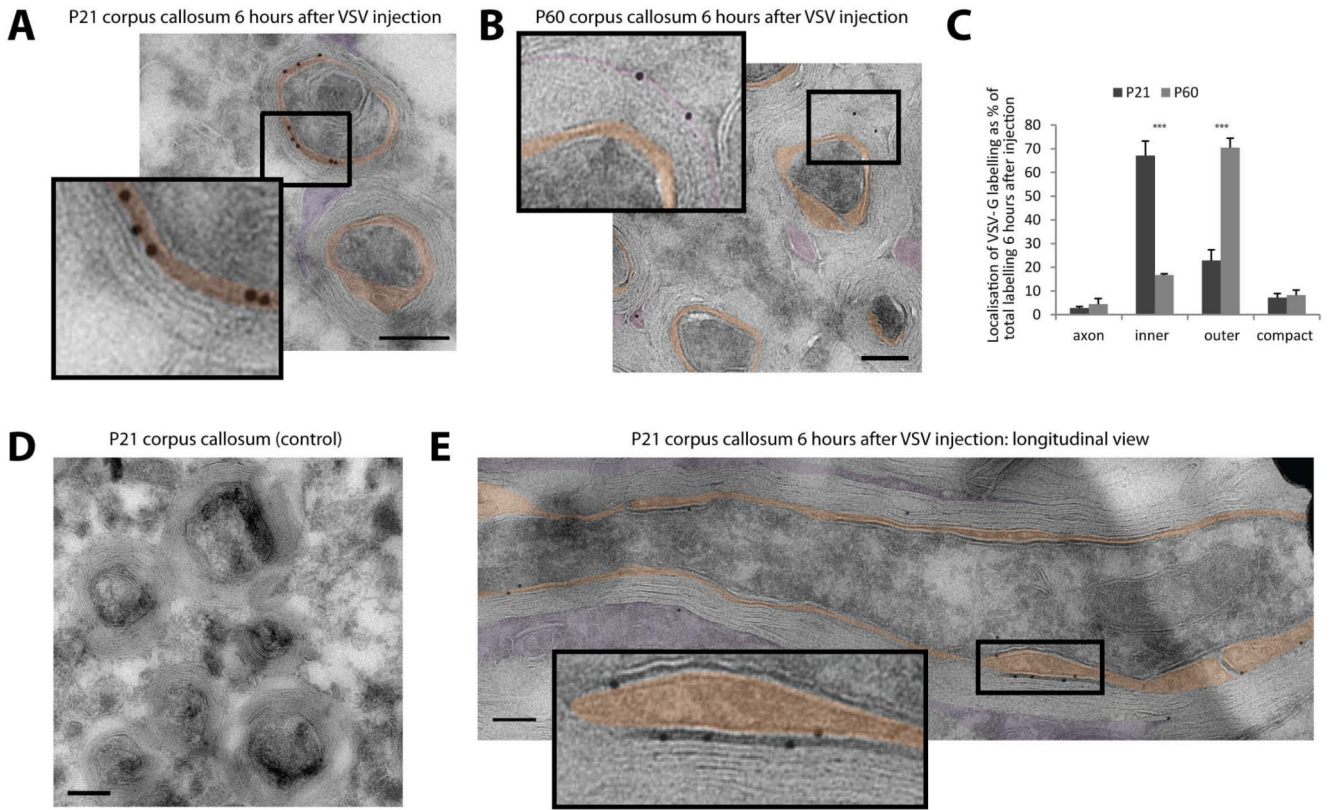 A
P21 corpus callosum 6 hours after VSV injection
B
P60 corpus callosum 6 hours after VSV injection
C
P21 P60
Localisation of VSV- G labelling as % of
total labelling 6 hours after injection
80
70
60
50
40
30
20
10
0
*** ***
axon inner outer compact
D
P21 corpus callosum (control)
E
P21 corpus callosum 6 hours after VSV injection: longitudinal view